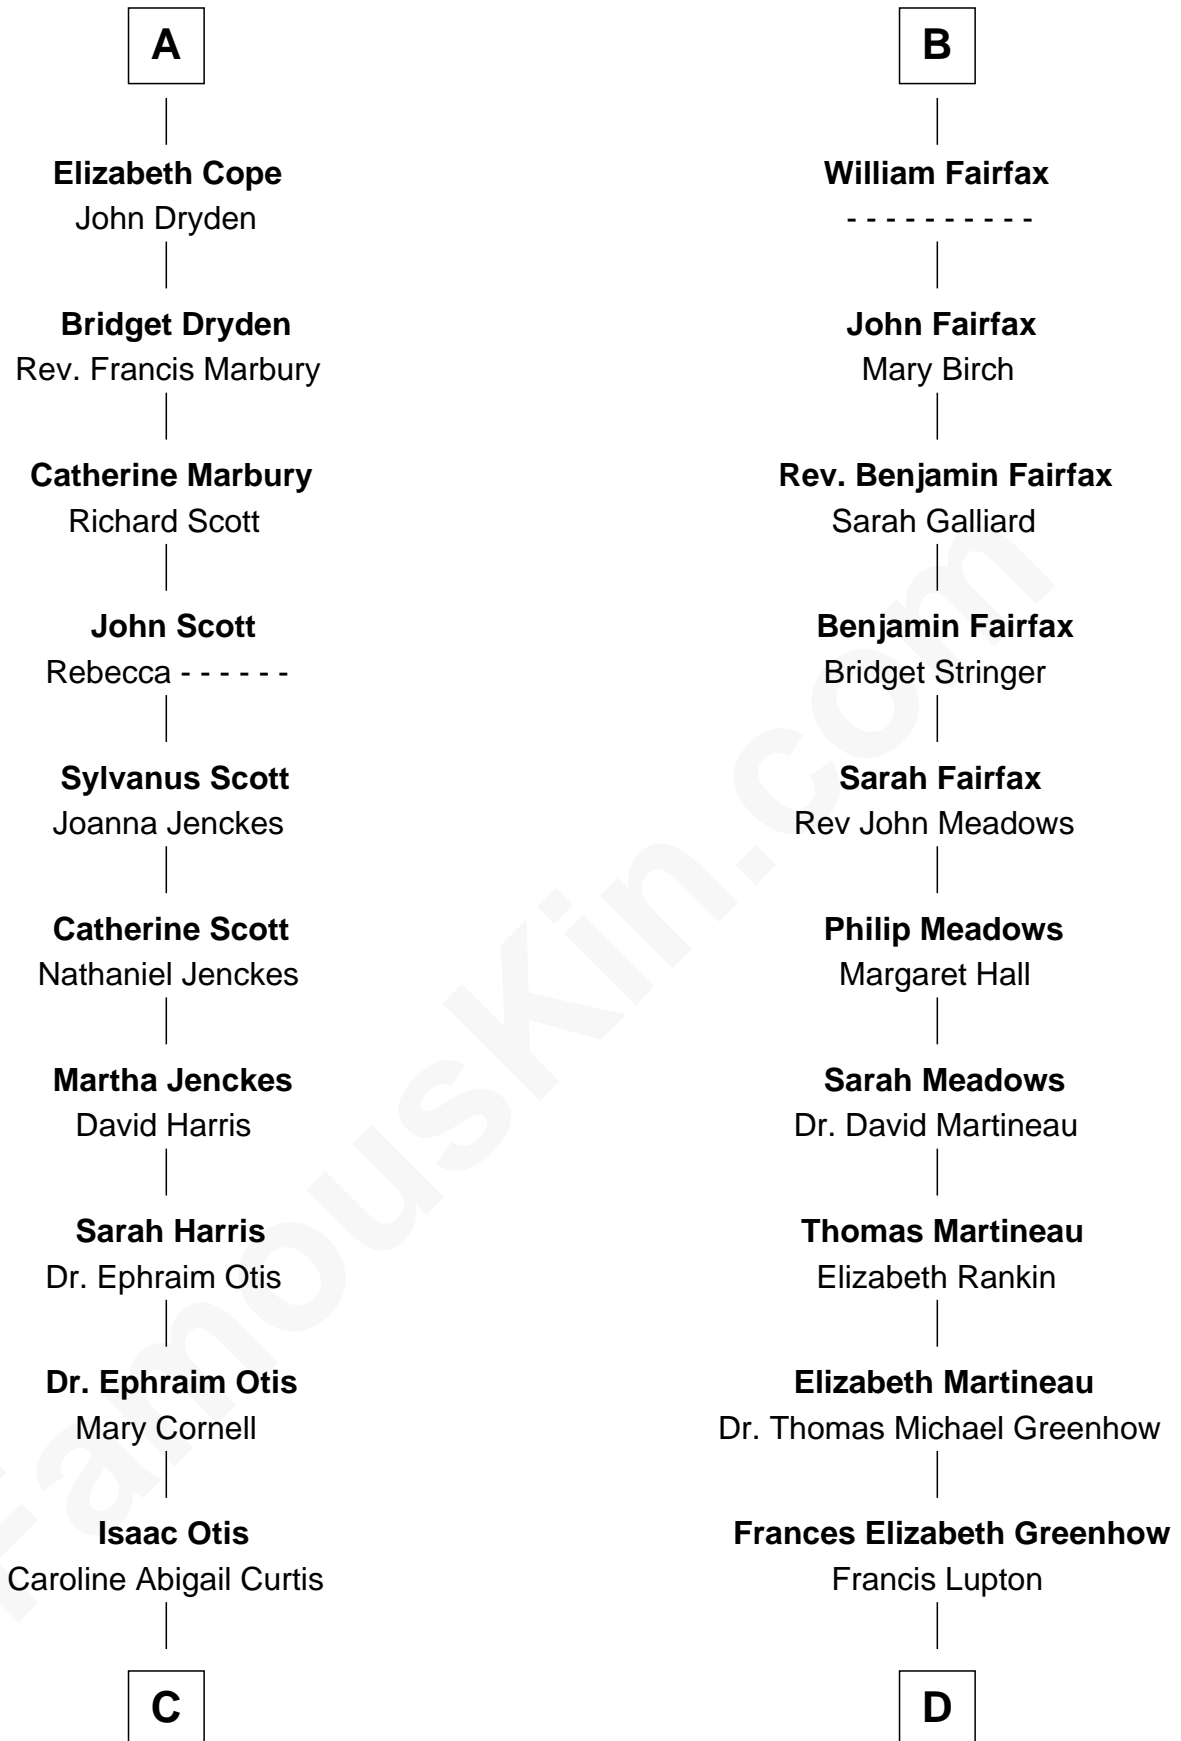 A
Elizabeth Cope
John Dryden
Bridget Dryden
Rev. Francis Marbury
Catherine Marbury
Richard Scott
John Scott
Rebecca - - - - - -
Sylvanus Scott
Joanna Jenckes
Catherine Scott
Nathaniel Jenckes
Martha Jenckes
David Harris
Sarah Harris
Dr. Ephraim Otis
Dr. Ephraim Otis
Mary Cornell
Isaac Otis
Caroline Abigail Curtis
C
B
William Fairfax
- - - - - - - - - -
John Fairfax
Mary Birch
Rev. Benjamin Fairfax
Sarah Galliard
Benjamin Fairfax
Bridget Stringer
Sarah Fairfax
Rev John Meadows
Philip Meadows
Margaret Hall
Sarah Meadows
Dr. David Martineau
Thomas Martineau
Elizabeth Rankin
Elizabeth Martineau
Dr. Thomas Michael Greenhow
Frances Elizabeth Greenhow
Francis Lupton
D
FamousKin.com